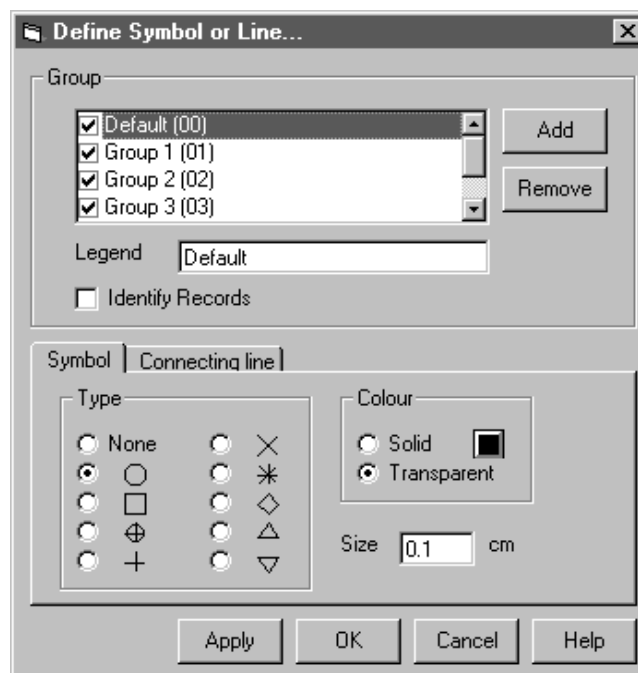 Define Symbol or Line...
Group
Default (00)
Group 1 (01)
Group 2 (02)
Group 3 (03)
Add
Remove
Legend Default
Identify Records
Symbol Connecting line
Type
None
Colour
Solid
Transparent
Size 0.1 cm
Apply OK Cancel Help